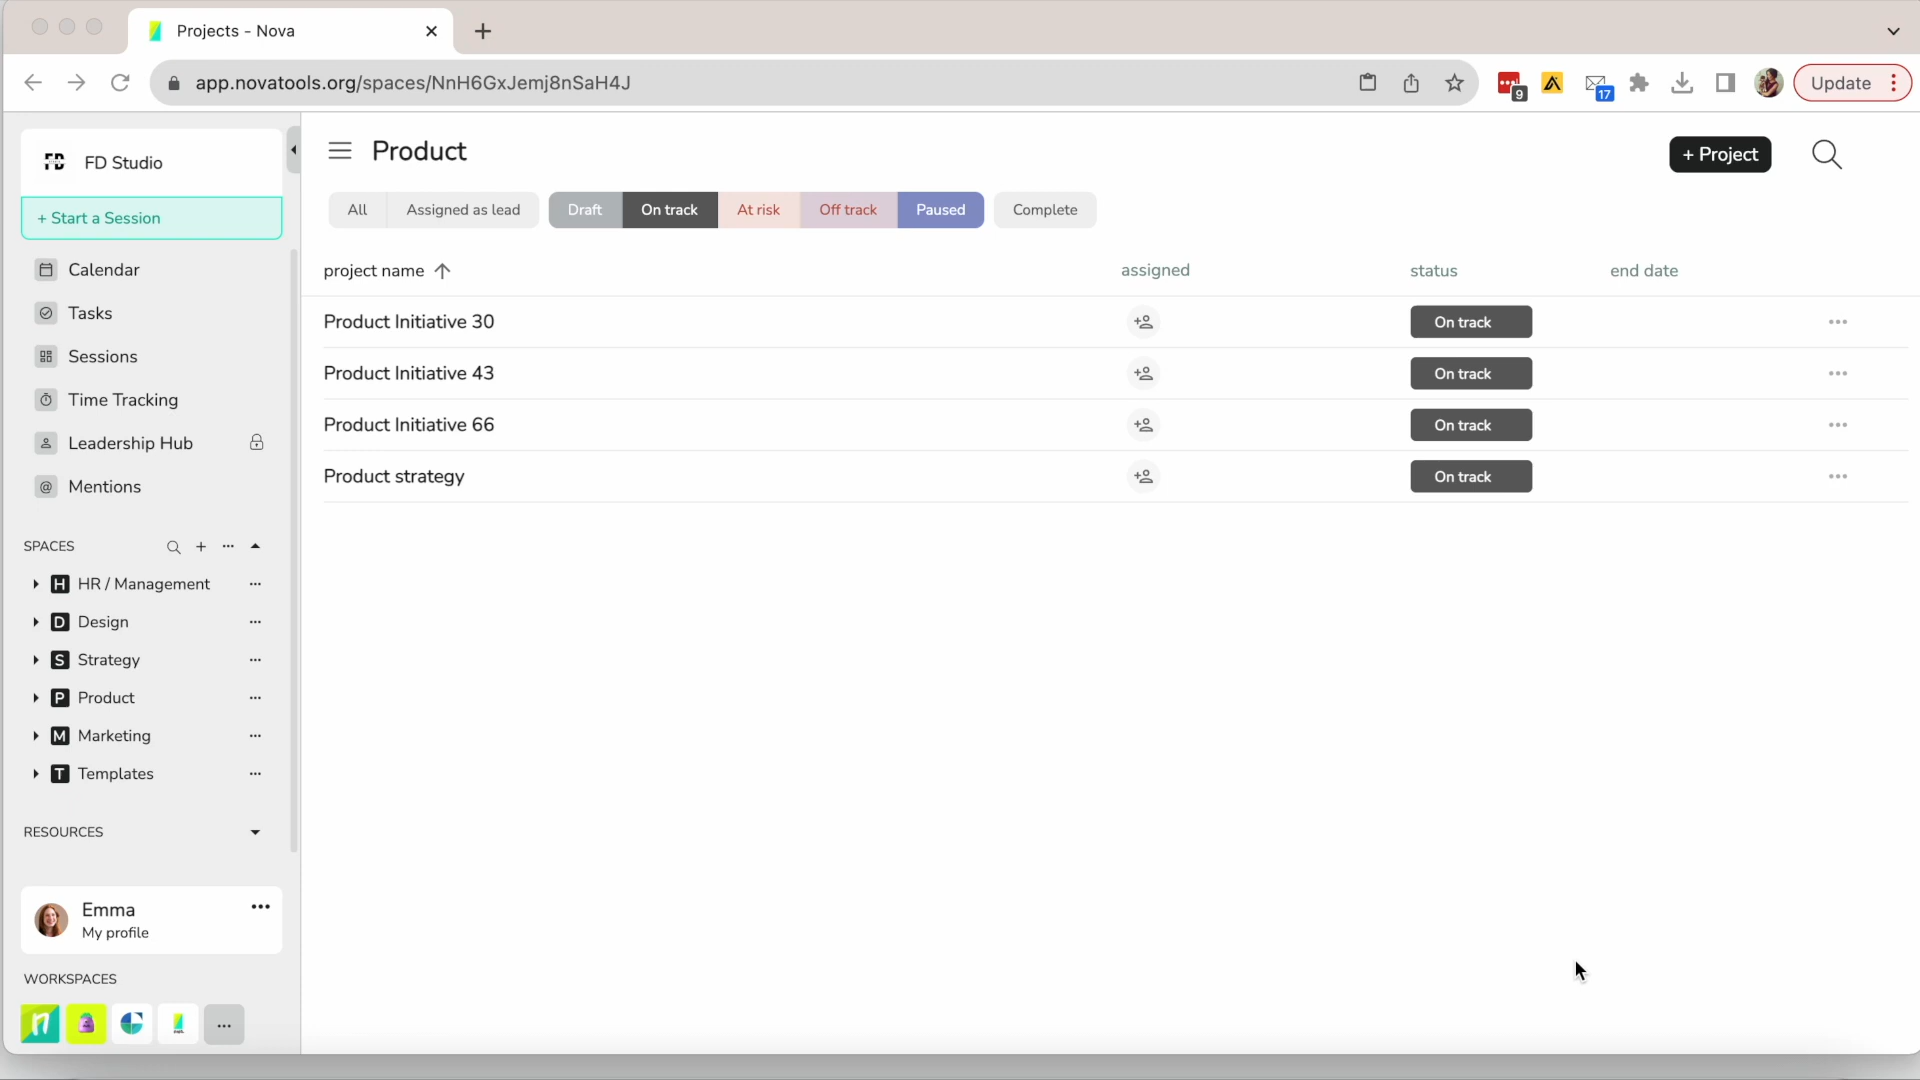 Projects - Nova
app.novatools.org/spaces/NnH6GxJemj8nSaH4J
9
17
Update
FD FD Studio
+ Start a Session
Calendar
Tasks
Sessions
Time Tracking
Leadership Hub
@ Mentions
SPACES
H HR / Management
D Design
S Strategy
P Product
M Marketing
T Templates
RESOURCES
Emma
My profile
WORKSPACES
n
Product
+ Project
All Assigned as lead Draft On track At risk Off track Paused Complete
project name assigned status end date
Product Initiative 30 On track
Product Initiative 43 On track
Product Initiative 66 On track
Product strategy On track